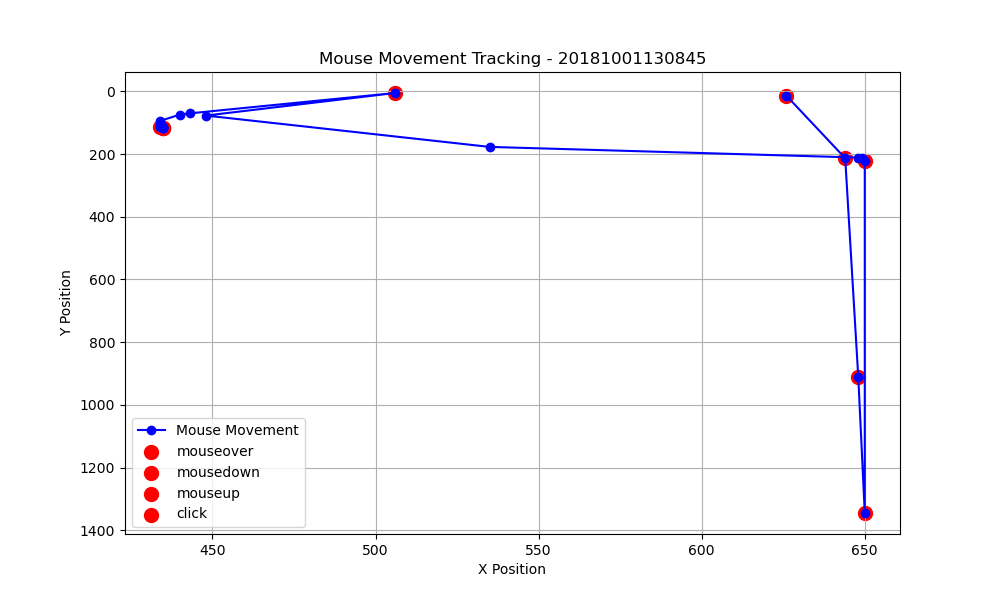 Mouse Movement Tracking - 20181001130845
0
200
400
600
800
1000
1200
1400
Y Position
Mouse Movement
mouseover
mousedown
mouseup
click
450
500
550
600
650
X Position